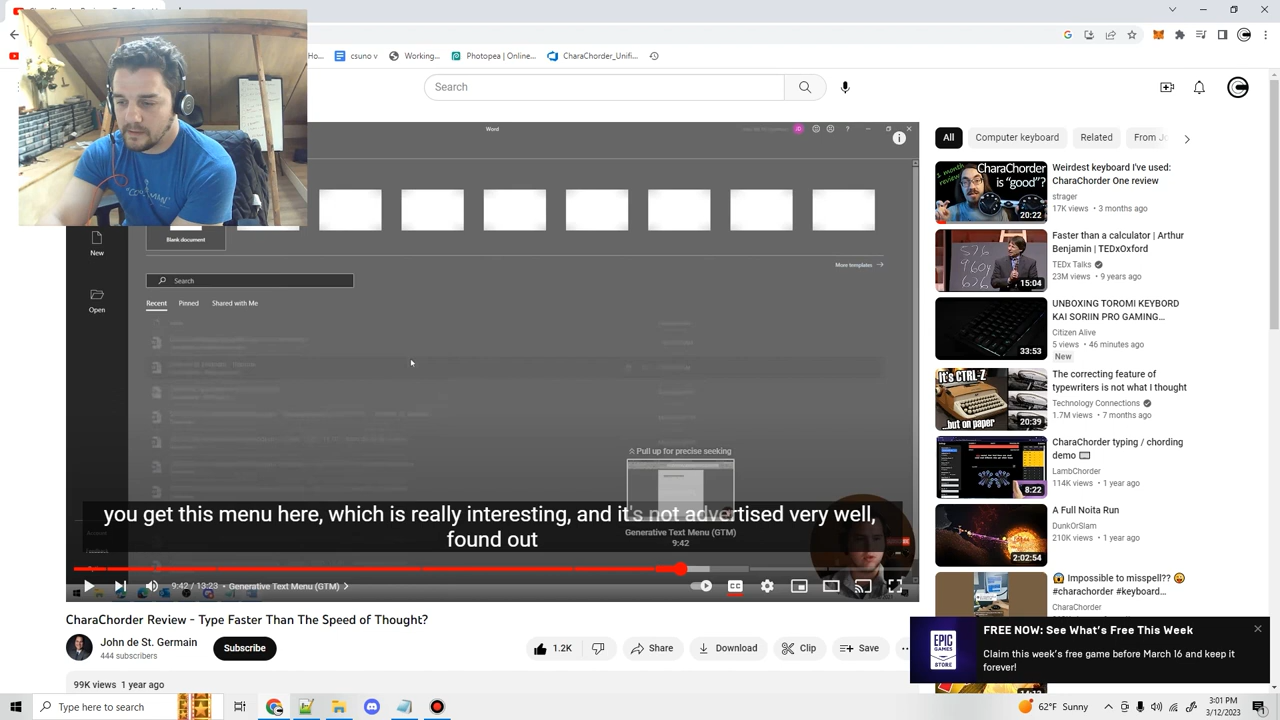 Ho...
csuno v
Working...
Photopea | Online...
CharaChorder_Unifi...
Search
Word
Blank document
More templates →
New
Open
Search
Recent Pinned Shared with Me
Pull up for precise seeking
you get this menu here, which is really interesting, and it's not advertised very well,
found out
Generative Text Menu (GTM)
9:42
9:42 / 13:23 • Generative Text Menu (GTM)
CC
CharaChorder Review - Type Faster Than The Speed of Thought?
John de St. Germain
444 subscribers
Subscribe
1.2K
Share
Download
Clip
Save
99K views 1 year ago
All
Computer keyboard
Related
From Jo
1 month
review
CharaChorder
is "good"?
20:22
Weirdest keyboard I've used:
CharaChorder One review
strager
17K views • 3 months ago
15:04
Faster than a calculator | Arthur
Benjamin | TEDxOxford
TEDx Talks
23M views • 9 years ago
33:53
UNBOXING TOROMI KEYBORD
KAI SORIIN PRO GAMING...
Citizen Alive
5 views • 46 minutes ago
New
It's CTRL-Z
...but on paper
20:39
The correcting feature of
typewriters is not what I thought
Technology Connections
1.7M views • 7 months ago
8:22
CharaChorder typing / chording
demo
LambChorder
114K views • 1 year ago
2:02:54
A Full Noita Run
DunkOrSlam
210K views • 1 year ago
Impossible to misspell??
#charachorder #keyboard...
CharaChorder
EPIC
GAMES
STORE
FREE NOW: See What's Free This Week
Claim this week's free game before March 16 and keep it
forever!
Type here to search
62°F Sunny
3:01 PM
3/12/2023